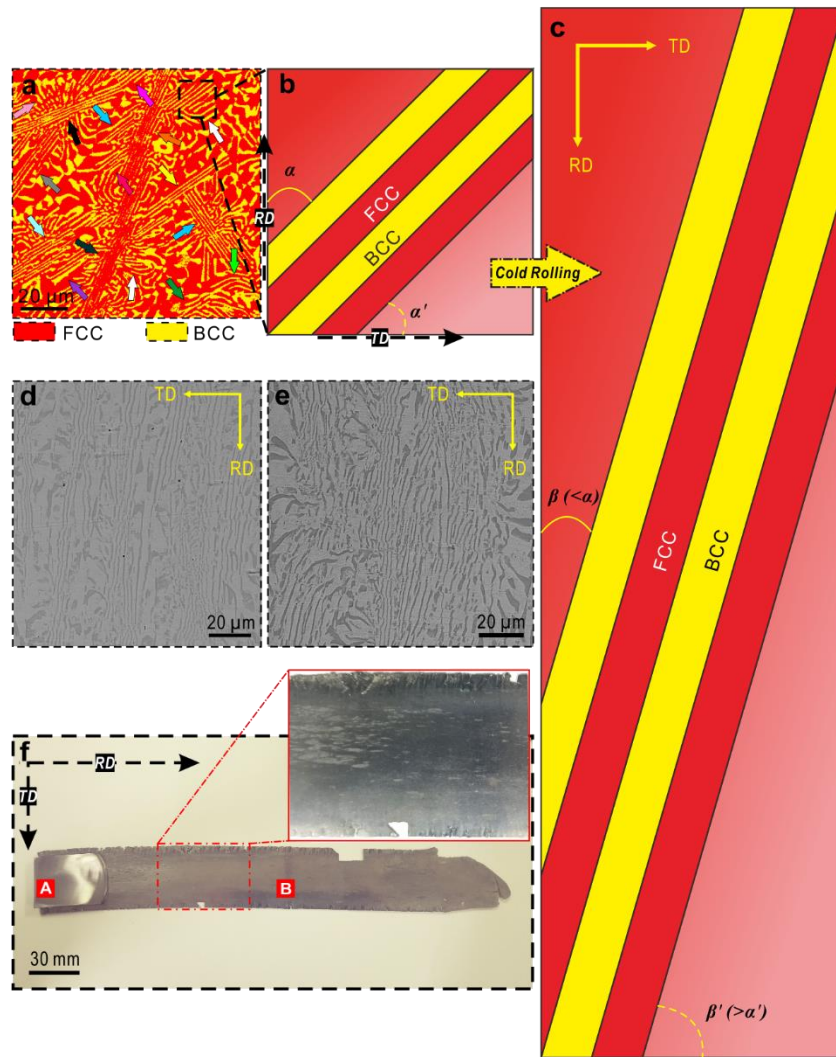 a
20 µm
FCC
BCC
b
α
RD
FCC
BCC
α'
TD
Cold Rolling
c
TD
RD
β (<α)
FCC
BCC
β' (>α')
d
TD
RD
20 µm
e
TD
RD
20 µm
f
RD
TD
A
B
30 mm